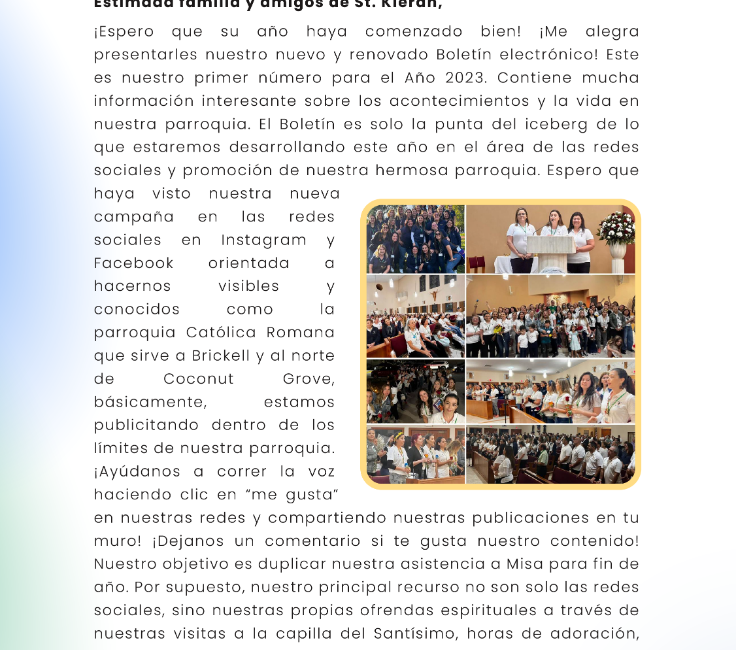 Estimada familia y amigos de St. Kieran,
¡Espero que su año haya comenzado bien! ¡Me alegra
presentarles nuestro nuevo y renovado Boletín electrónico! Este
es nuestro primer número para el Año 2023. Contiene mucha
información interesante sobre los acontecimientos y la vida en
nuestra parroquia. El Boletín es solo la punta del iceberg de lo
que estaremos desarrollando este año en el área de las redes
sociales y promoción de nuestra hermosa parroquia. Espero que
haya visto nuestra nueva
campaña en las redes
sociales en Instagram y
Facebook orientada a
hacernos visibles y
conocidos como la
parroquia Católica Romana
que sirve a Brickell y al norte
de Coconut Grove,
básicamente, estamos
publicitando dentro de los
límites de nuestra parroquia.
¡Ayúdanos a correr la voz
haciendo clic en “me gusta”
en nuestras redes y compartiendo nuestras publicaciones en tu
muro! ¡Dejanos un comentario si te gusta nuestro contenido!
Nuestro objetivo es duplicar nuestra asistencia a Misa para fin de
año. Por supuesto, nuestro principal recurso no son solo las redes
sociales, sino nuestras propias ofrendas espirituales a través de
nuestras visitas a la capilla del Santísimo, horas de adoración,